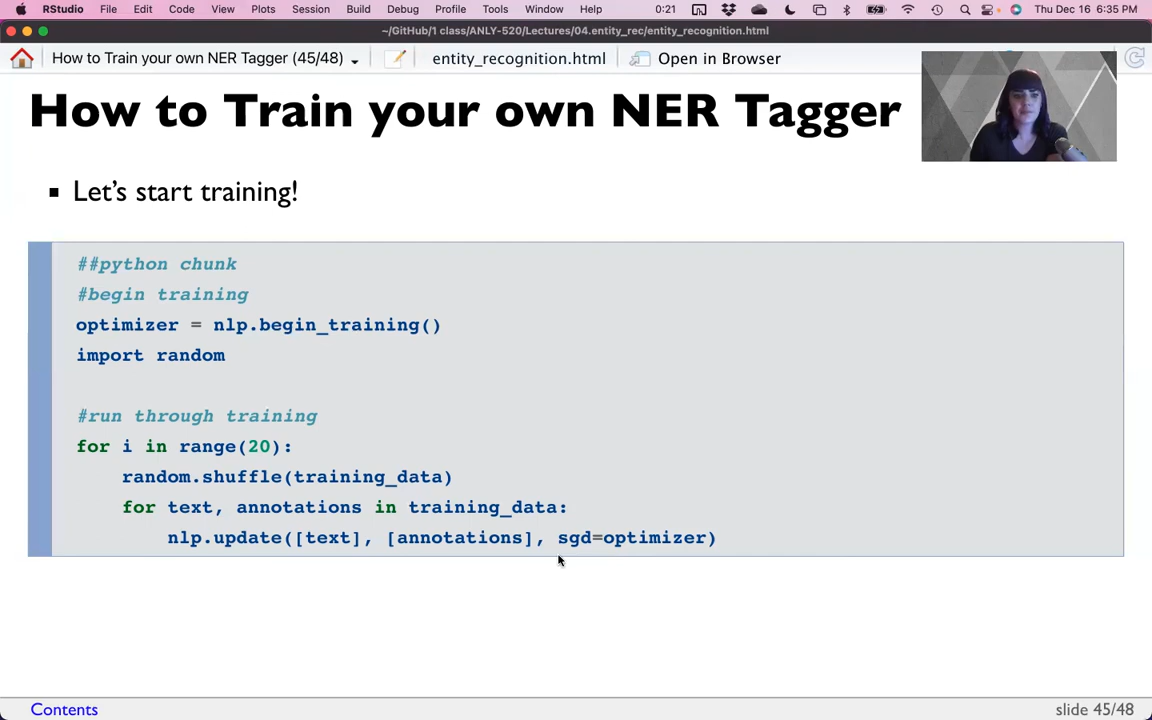 RStudio File Edit Code View Plots Session Build Debug Profile Tools Window Help 0:21 Thu Dec 16 6:35 PM
~/GitHub/1 class/ANLY-520/Lectures/04.entity_rec/entity_recognition.html
How to Train your own NER Tagger (45/48) entity_recognition.html Open in Browser
How to Train your own NER Tagger
Let's start training!
##python chunk
#begin training
optimizer = nlp.begin_training()
import random
#run through training
for i in range(20):
    random.shuffle(training_data)
    for text, annotations in training_data:
        nlp.update([text], [annotations], sgd=optimizer)
Contents slide 45/48